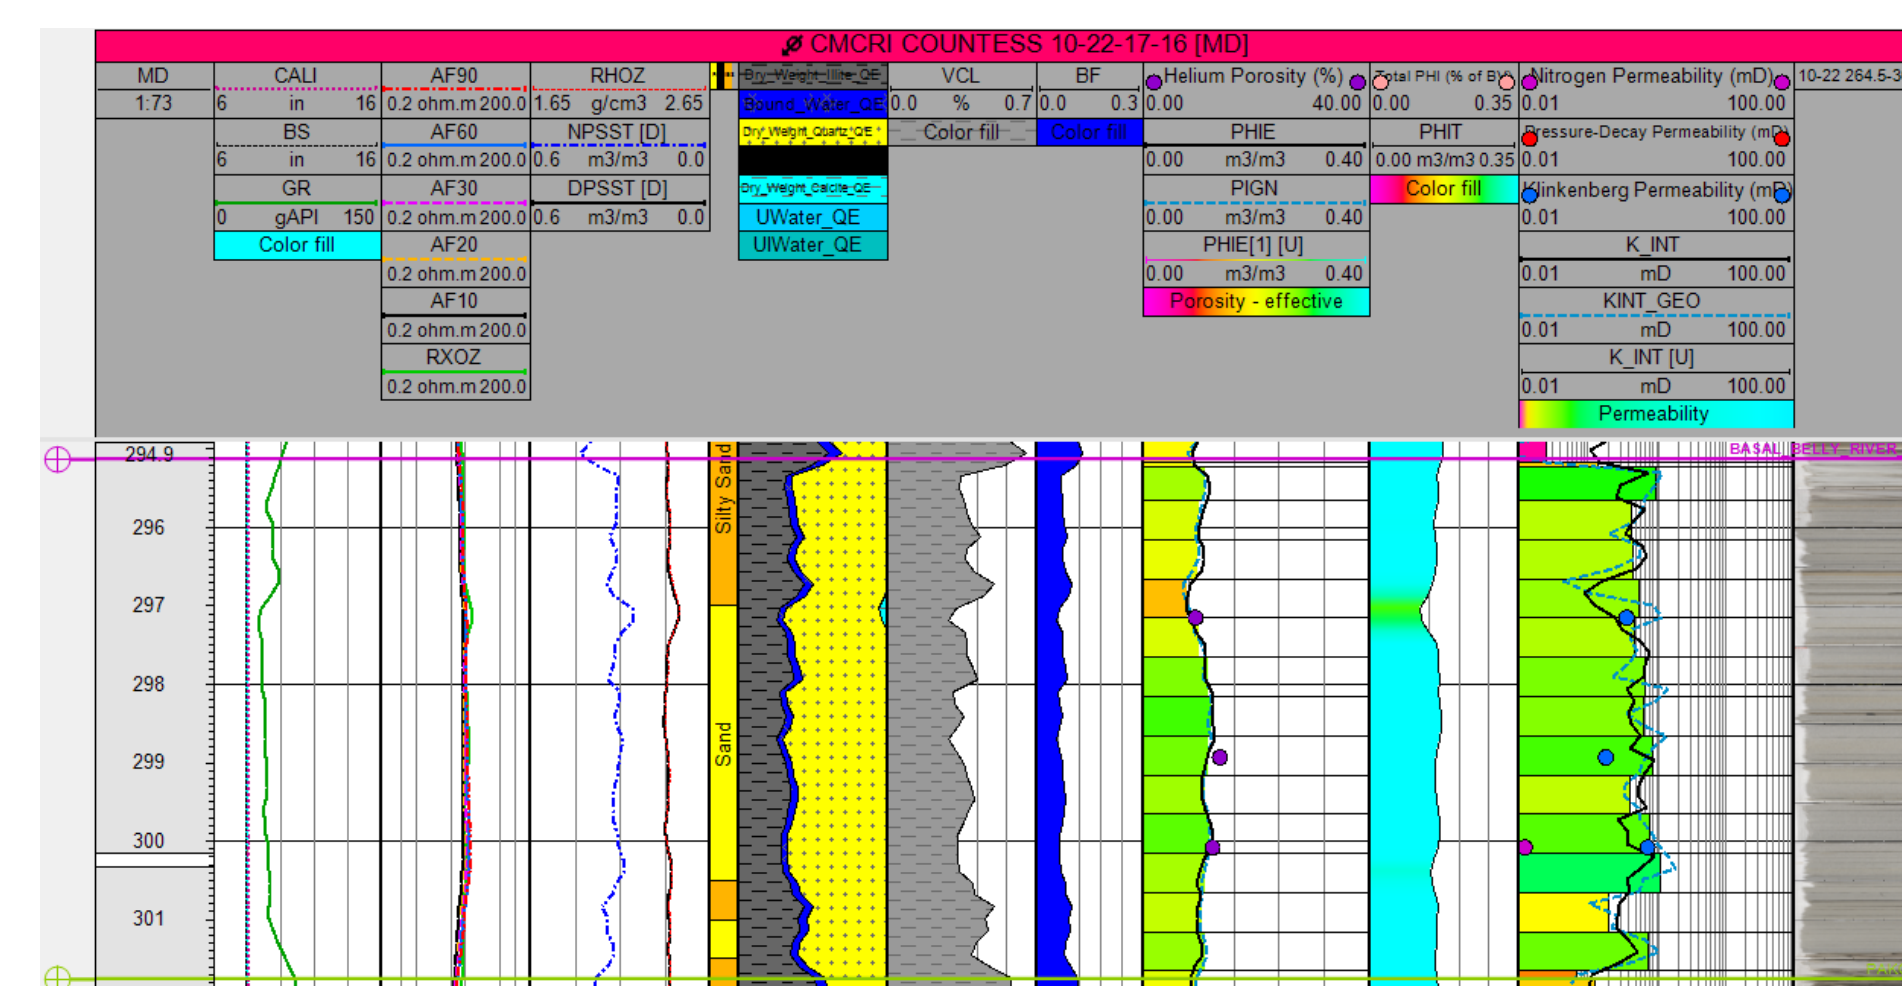 CMCRI COUNTESS 10-22-17-16 [MD]
MD
1:73
CALI
6 in 16
BS
6 in 16
GR
0 gAPI 150
Color fill
AF90
0.2 ohm.m 200.0
AF60
0.2 ohm.m 200.0
AF30
0.2 ohm.m 200.0
AF20
0.2 ohm.m 200.0
AF10
0.2 ohm.m 200.0
RXOZ
0.2 ohm.m 200.0
RHOZ
1.65 g/cm3 2.65
NPSST [D]
0.6 m3/m3 0.0
DPSST [D]
0.6 m3/m3 0.0
Dry_Weight_Illite_QE
Bound_Water_QE
Dry_Weight_Quartz_QE
Dry_Weight_Calcite_QE
UWater_QE
UIWater_QE
VCL
0.0 % 0.7
Color fill
BF
0.0 0.3
Color fill
Helium Porosity (%)
0.00 40.00
PHIE
0.00 m3/m3 0.40
PIGN
0.00 m3/m3 0.40
PHIE[1] [U]
0.00 m3/m3 0.40
Porosity - effective
Total PHI (% of BV)
0.00 0.35
PHIT
0.00 m3/m3 0.35
Color fill
Nitrogen Permeability (mD)
0.01 100.00
Pressure-Decay Permeability (mD)
0.01 100.00
Klinkenberg Permeability (mD)
0.01 100.00
K_INT
0.01 mD 100.00
KINT_GEO
0.01 mD 100.00
K_INT [U]
0.01 mD 100.00
Permeability
10-22 264.5-3
294.9
BASAL_BELLY_RIVER
296
297
298
299
300
301
Silty Sand
Sand